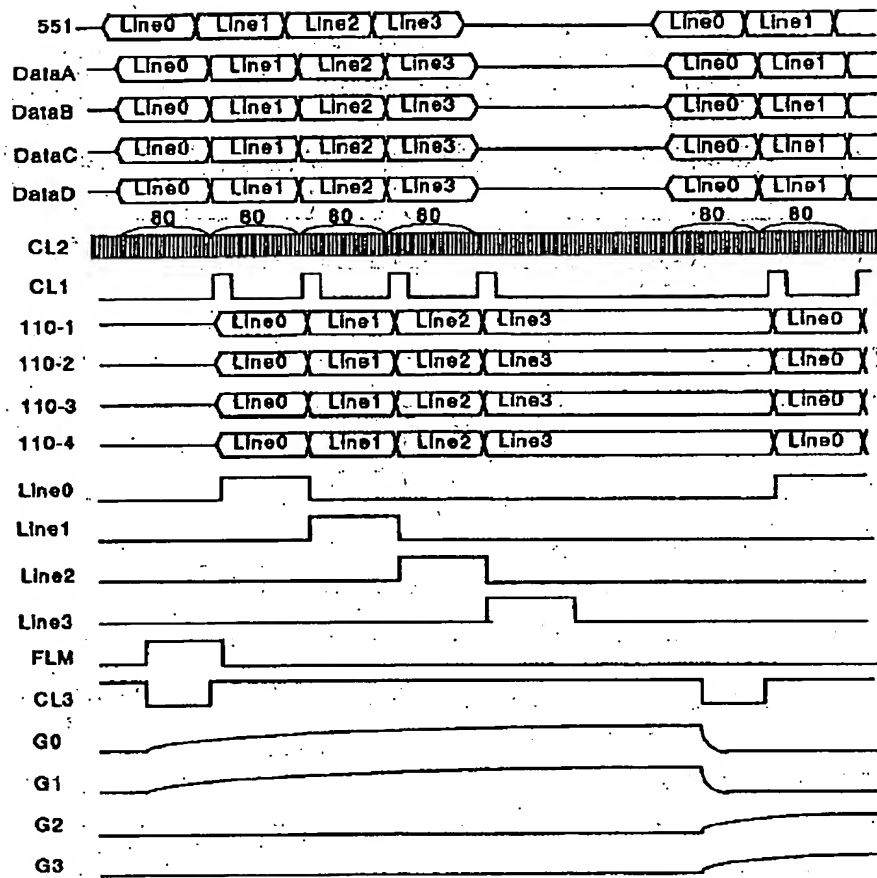 551 Line0 Line1 Line2 Line3 Line0 Line1
DataA Line0 Line1 Line2 Line3 Line0 Line1
DataB Line0 Line1 Line2 Line3 Line0 Line1
DataC Line0 Line1 Line2 Line3 Line0 Line1
DataD Line0 Line1 Line2 Line3 Line0 Line1
80 80 80 80 80 80
CL2
CL1
110-1 Line0 Line1 Line2 Line3 Line0
110-2 Line0 Line1 Line2 Line3 Line0
110-3 Line0 Line1 Line2 Line3 Line0
110-4 Line0 Line1 Line2 Line3 Line0
Line0
Line1
Line2
Line3
FLM
CL3
G0
G1
G2
G3